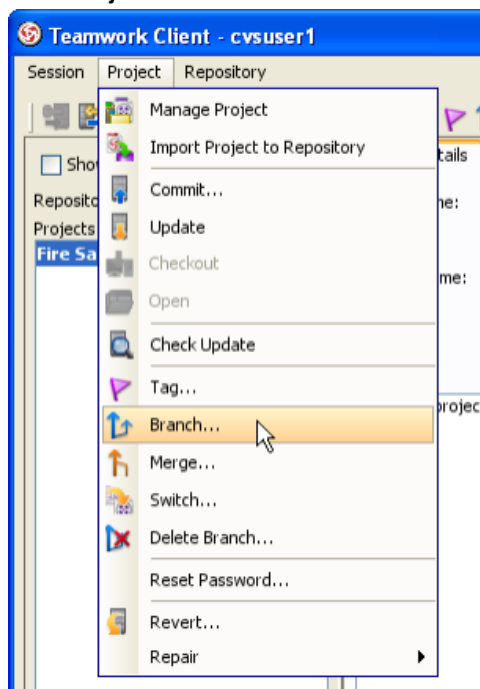 Teamwork Client - cvsuser1
Session Project Repository
Manage Project
Import Project to Repository
Commit...
Update
Checkout
Open
Check Update
Tag...
Branch...
Merge...
Switch...
Delete Branch...
Reset Password...
Revert...
Repair
Projects
Fire Sa